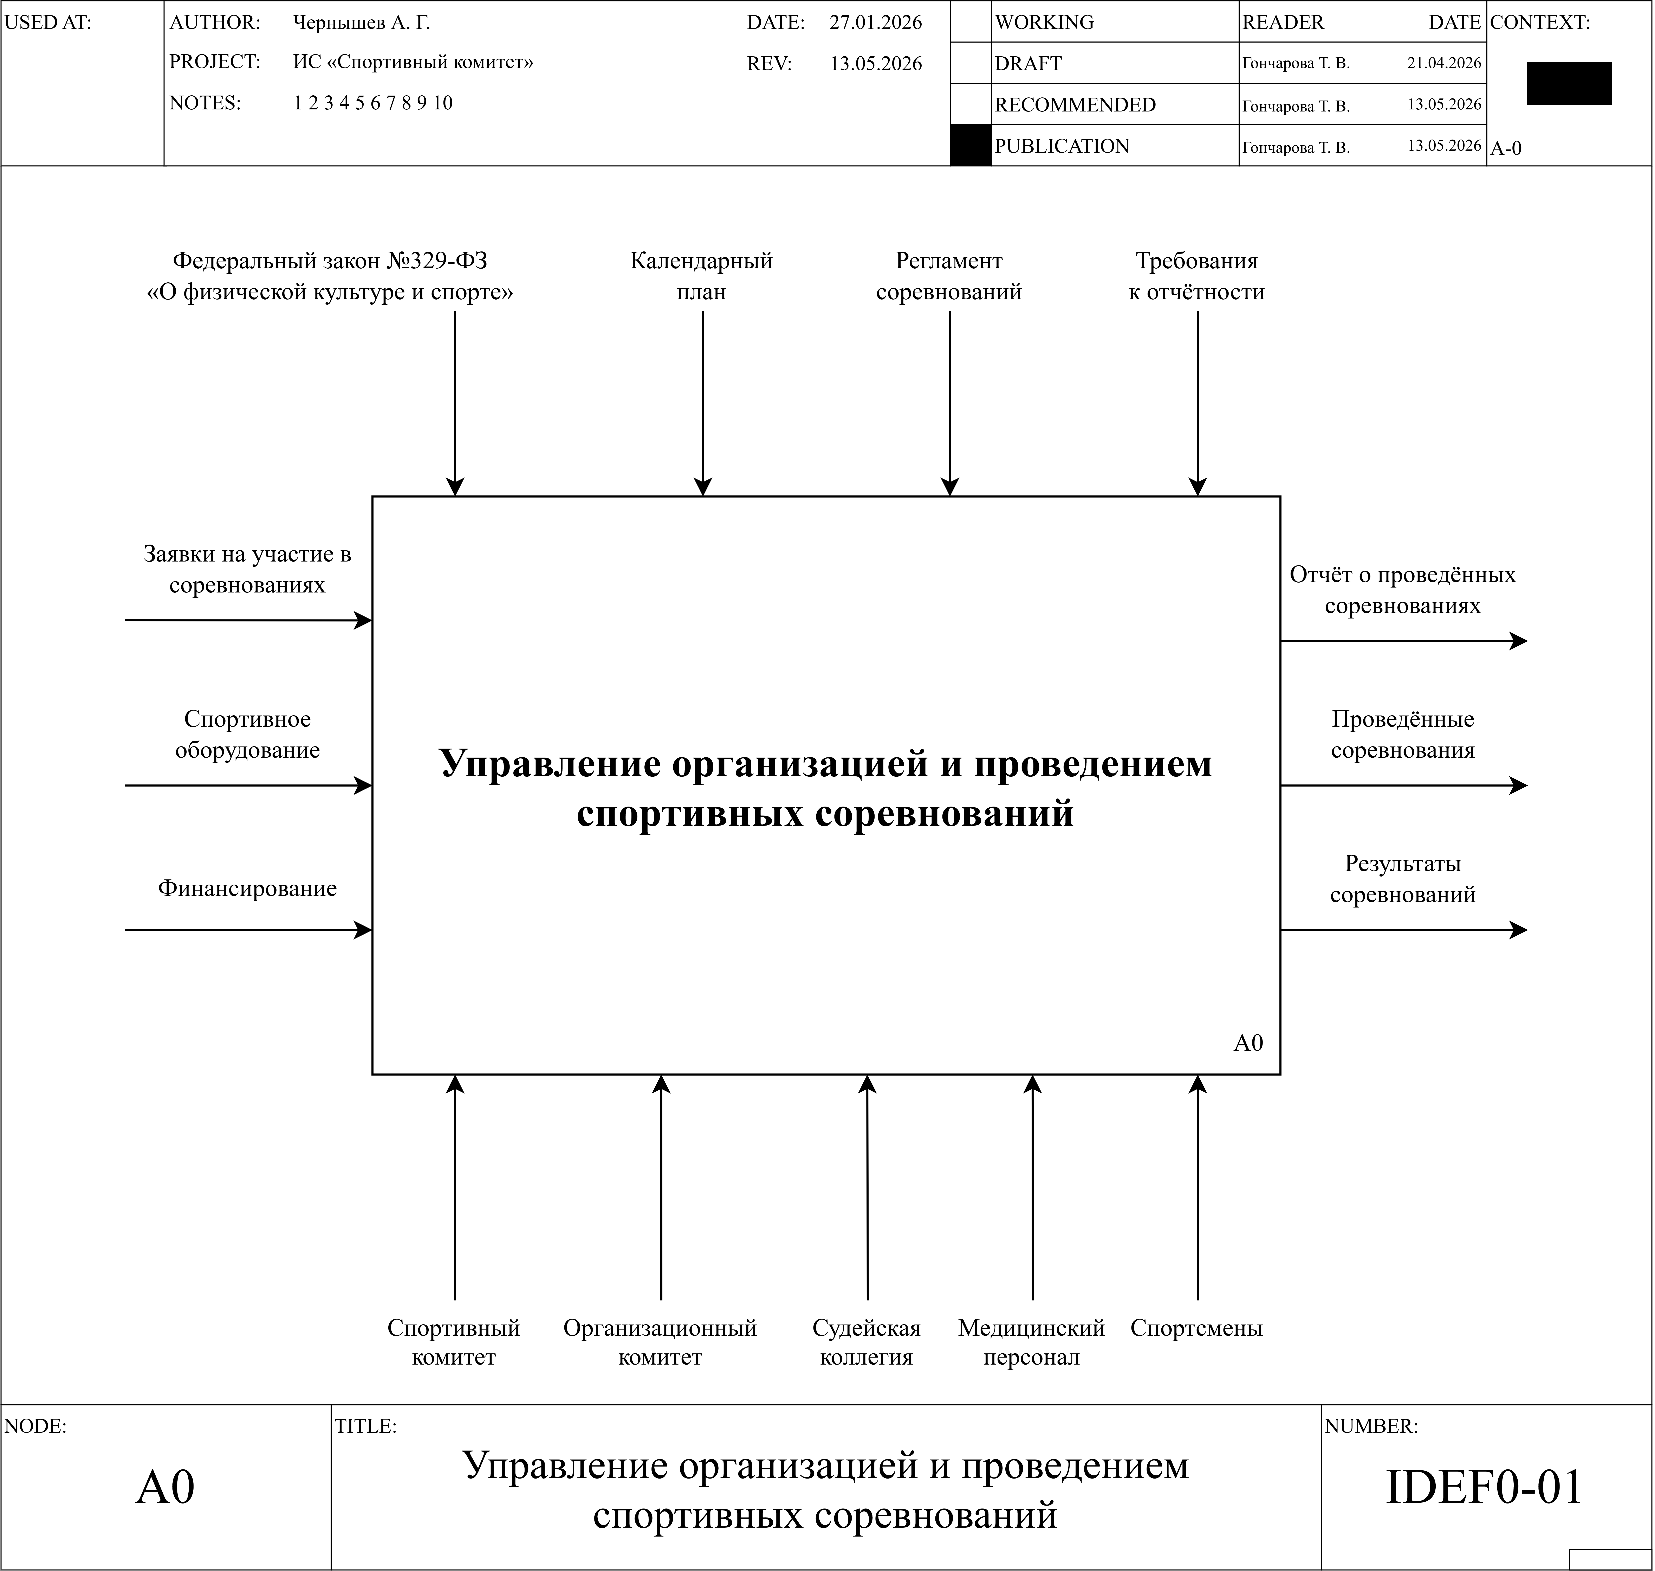 USED AT:
AUTHOR: Чернышев А. Г.
DATE: 27.01.2026
PROJECT: ИС «Спортивный комитет»
REV: 13.05.2026
NOTES: 1 2 3 4 5 6 7 8 9 10
WORKING
READER DATE
DRAFT
Гончарова Т. В. 21.04.2026
RECOMMENDED
Гончарова Т. В. 13.05.2026
PUBLICATION
Гончарова Т. В. 13.05.2026
CONTEXT:
A-0
Федеральный закон №329-ФЗ
«О физической культуре и спорте»
Календарный
план
Регламент
соревнований
Требования
к отчётности
Заявки на участие в
соревнованиях
Спортивное
оборудование
Финансирование
Управление организацией и проведением
спортивных соревнований
A0
Отчёт о проведённых
соревнованиях
Проведённые
соревнования
Результаты
соревнований
Спортивный
комитет
Организационный
комитет
Судейская
коллегия
Медицинский
персонал
Спортсмены
NODE:
A0
TITLE:
Управление организацией и проведением
спортивных соревнований
NUMBER:
IDEF0-01